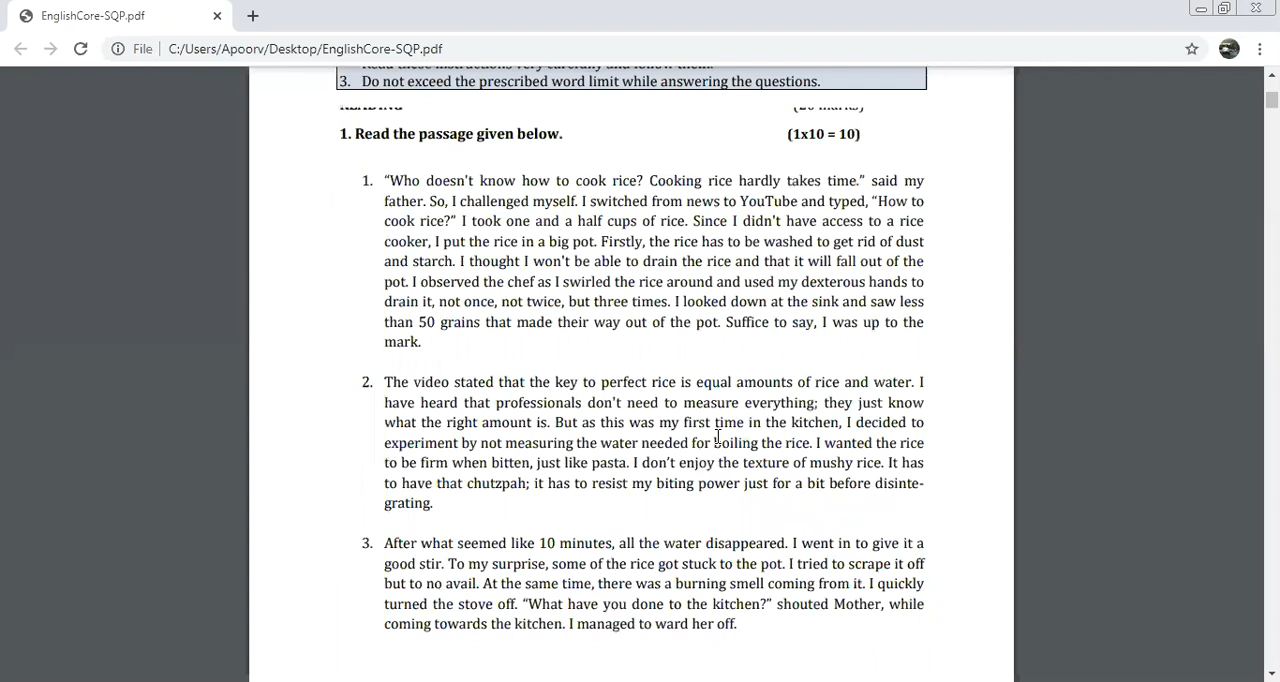 EnglishCore-SQP.pdf
File
C:/Users/Apoorv/Desktop/EnglishCore-SQP.pdf
Read these instructions very carefully and follow them.
3. Do not exceed the prescribed word limit while answering the questions.
1. Read the passage given below. (1x10 = 10)
1. “Who doesn't know how to cook rice? Cooking rice hardly takes time.” said my
father. So, I challenged myself. I switched from news to YouTube and typed, “How to
cook rice?” I took one and a half cups of rice. Since I didn't have access to a rice
cooker, I put the rice in a big pot. Firstly, the rice has to be washed to get rid of dust
and starch. I thought I won't be able to drain the rice and that it will fall out of the
pot. I observed the chef as I swirled the rice around and used my dexterous hands to
drain it, not once, not twice, but three times. I looked down at the sink and saw less
than 50 grains that made their way out of the pot. Suffice to say, I was up to the
mark.
2. The video stated that the key to perfect rice is equal amounts of rice and water. I
have heard that professionals don't need to measure everything; they just know
what the right amount is. But as this was my first time in the kitchen, I decided to
experiment by not measuring the water needed for boiling the rice. I wanted the rice
to be firm when bitten, just like pasta. I don’t enjoy the texture of mushy rice. It has
to have that chutzpah; it has to resist my biting power just for a bit before disinte-
grating.
3. After what seemed like 10 minutes, all the water disappeared. I went in to give it a
good stir. To my surprise, some of the rice got stuck to the pot. I tried to scrape it off
but to no avail. At the same time, there was a burning smell coming from it. I quickly
turned the stove off. “What have you done to the kitchen?” shouted Mother, while
coming towards the kitchen. I managed to ward her off.